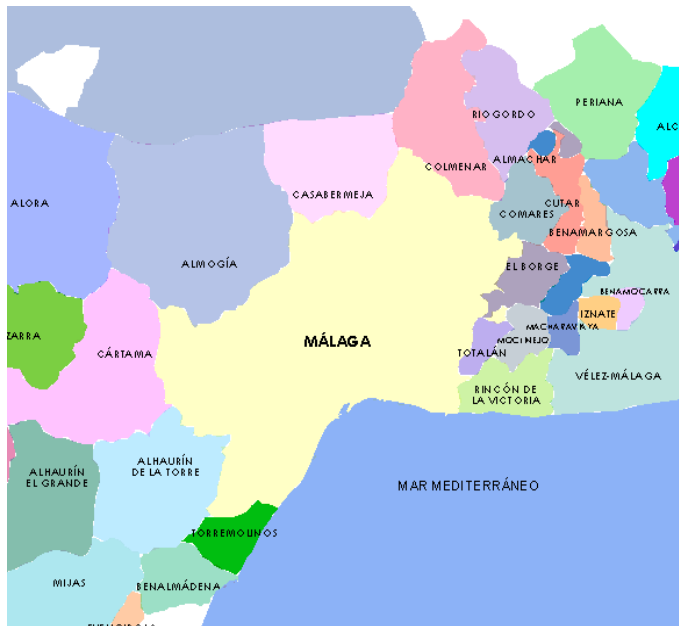 PERIANA
RIOGORDO
ALC
ALMACHAR
COLMENAR
CASABERMEJA
ALORA
CUTAR
COMARES
BENAMARGOSA
ALMOGÍA
EL BORGE
BENAMOCARRA
IZNATE
MACHARAVIAYA
ZARRA
MOCLINEJO
MÁLAGA
CÁRTAMA
TOTALÁN
VÉLEZ-MÁLAGA
RINCÓN DE
LA VICTORIA
ALHAURÍN
DE LA TORRE
ALHAURÍN
EL GRANDE
MAR MEDITERRÁNEO
TORREMOLINOS
MIJAS
BENALMÁDENA